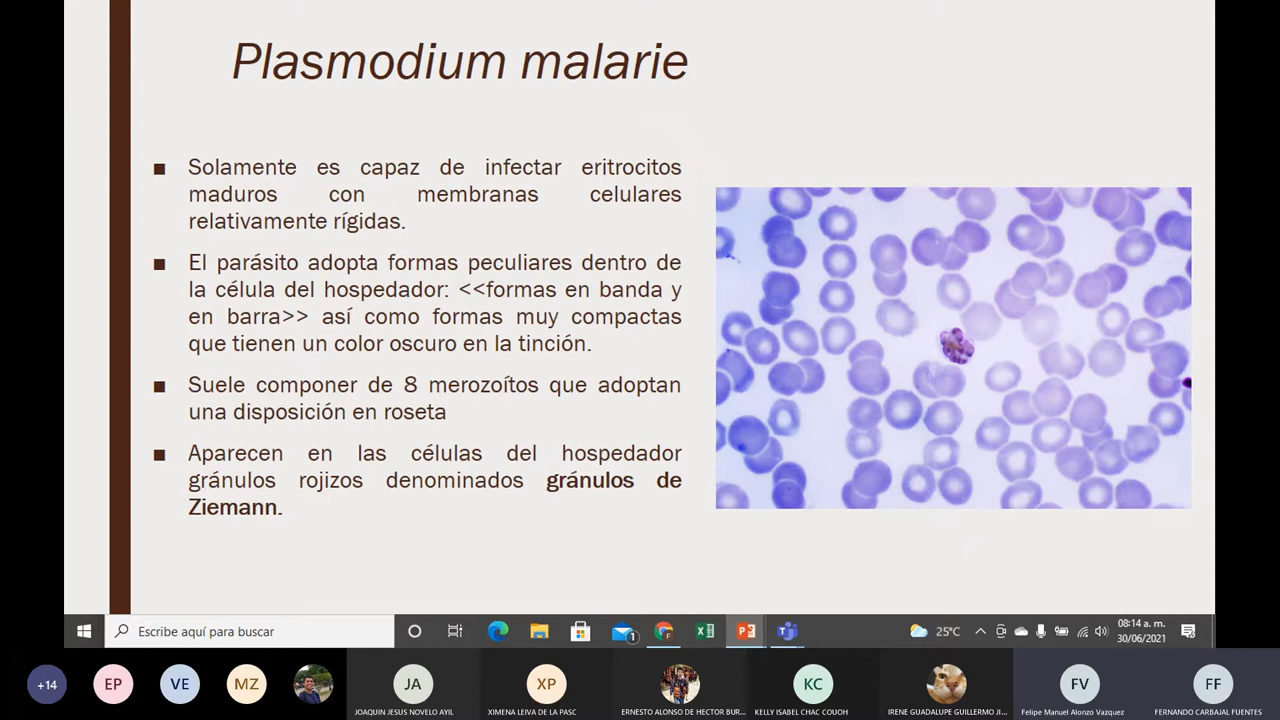 Plasmodium malarie
■ Solamente es capaz de infectar eritrocitos
maduros con membranas celulares
relativamente rígidas.
■ El parásito adopta formas peculiares dentro de
la célula del hospedador: <<formas en banda y
en barra>> así como formas muy compactas
que tienen un color oscuro en la tinción.
■ Suele componer de 8 merozoítos que adoptan
una disposición en roseta
■ Aparecen en las células del hospedador
gránulos rojizos denominados gránulos de
Ziemann.
Escribe aquí para buscar
1
25°C
08:14 a. m.
30/06/2021
+14
EP
VE
MZ
JA
XP
KC
FV
FF
JOAQUIN JESUS NOVELO AYIL
XIMENA LEIVA DE LA PASC
ERNESTO ALONSO DE HECTOR BUR...
KELLY ISABEL CHAC COUOH
IRENE GUADALUPE GUILLERMO JI...
Felipe Manuel Alonzo Vazquez
FERNANDO CARBAJAL FUENTES